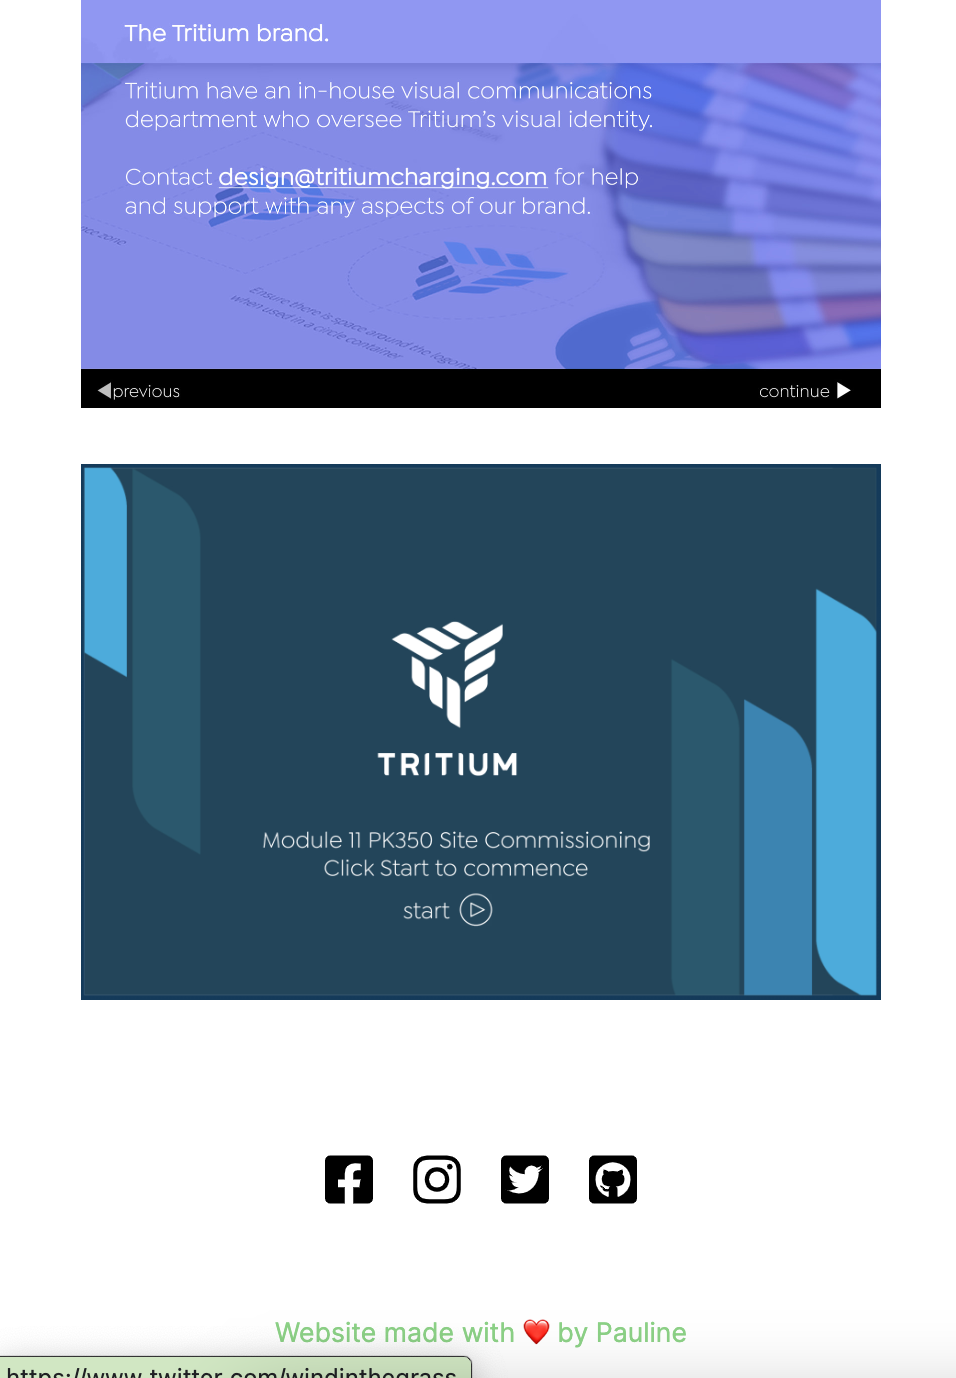 The Tritium brand.
Tritium have an in-house visual communications
department who oversee Tritium's visual identity.
Contact design@tritiumcharging.com for help
and support with any aspects of our brand.
Ensure there is space around the logomark
when used in a circle container
previous
continue
TRITIUM
Module 11 PK350 Site Commissioning
Click Start to commence
start
Website made with ❤️ by Pauline
https://www.twitter.com/windinthegrass